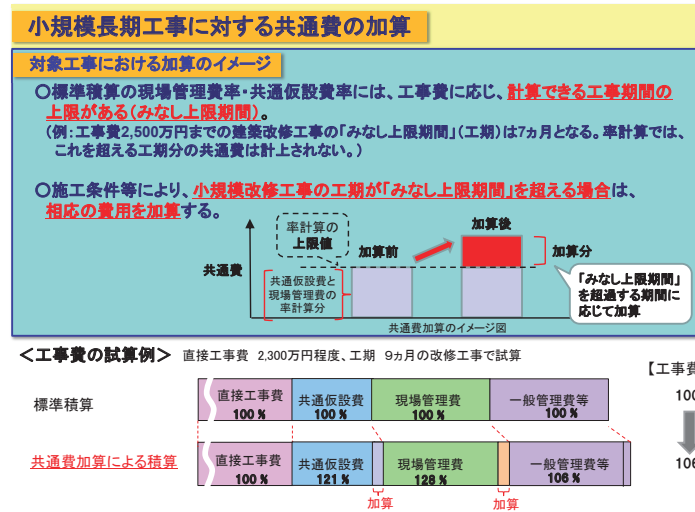 小規模長期工事に対する共通費の加算
対象工事における加算のイメージ
○標準積算の現場管理費率・共通仮設費率には、工事費に応じ、計算できる工事期間の
上限がある(みなし上限期間)。
(例:工事費2,500万円までの建築改修工事の「みなし上限期間」(工期)は7ヵ月となる。率計算では、
これを超える工期分の共通費は計上されない。)
○施工条件等により、小規模改修工事の工期が「みなし上限期間」を超える場合は、
相応の費用を加算する。
率計算の
上限値
加算前
加算後
加算分
共通費
共通仮設費と
現場管理費の
率計算分
「みなし上限期間」
を超過する期間に
応じて加算
共通費加算のイメージ図
<工事費の試算例> 直接工事費 2,300万円程度、工期 9ヵ月の改修工事で試算
【工事費
標準積算
直接工事費
100 %
共通仮設費
100 %
現場管理費
100 %
一般管理費等
100 %
100
共通費加算による積算
直接工事費
100 %
共通仮設費
121 %
現場管理費
128 %
一般管理費等
106 %
106
加算
加算